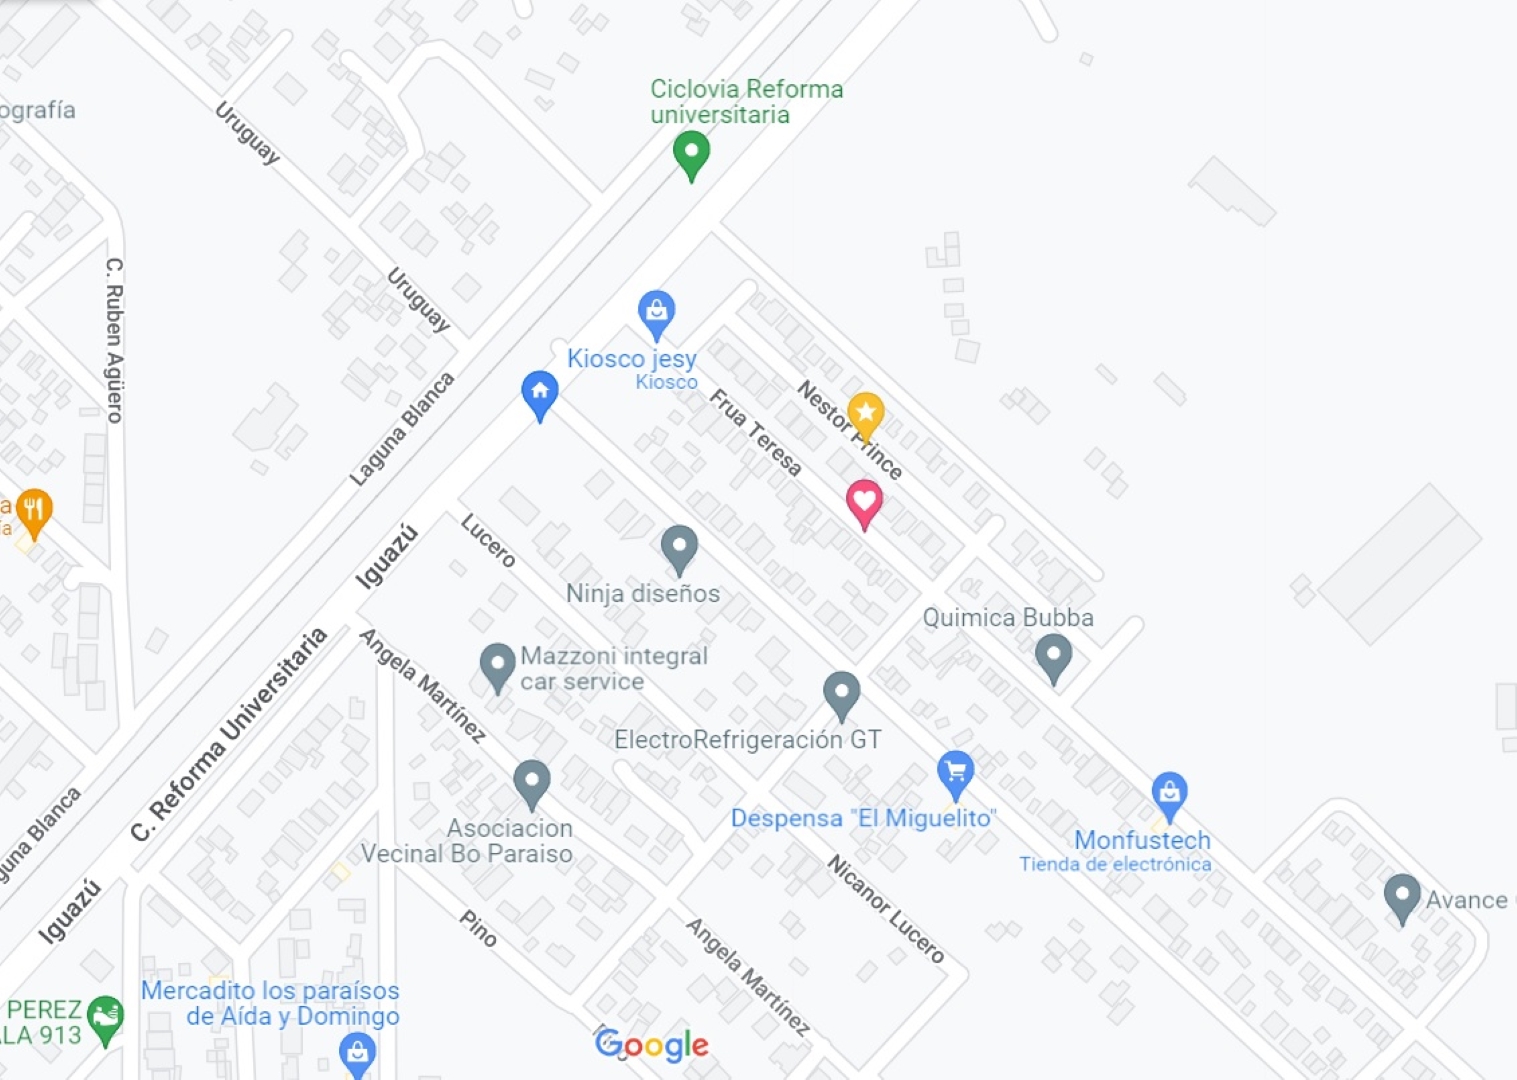 Ciclovia Reforma
universitaria
ografía
Uruguay
C. Ruben Agüero
Uruguay
Kiosco jesy
Kiosco
Laguna Blanca
Frua Teresa
Nestor Prince
a
ía
Lucero
Iguazú
Ninja diseños
Quimica Bubba
Angela Martínez
Mazzoni integral
car service
C. Reforma Universitaria
ElectroRefrigeración GT
Despensa "El Miguelito"
Asociacion
Vecinal Bo Paraiso
Monfustech
Tienda de electrónica
guna Blanca
Nicanor Lucero
Avance
Iguazú
Pino
Angela Martínez
Mercadito los paraísos
de Aída y Domingo
PEREZ
LA 913
Google